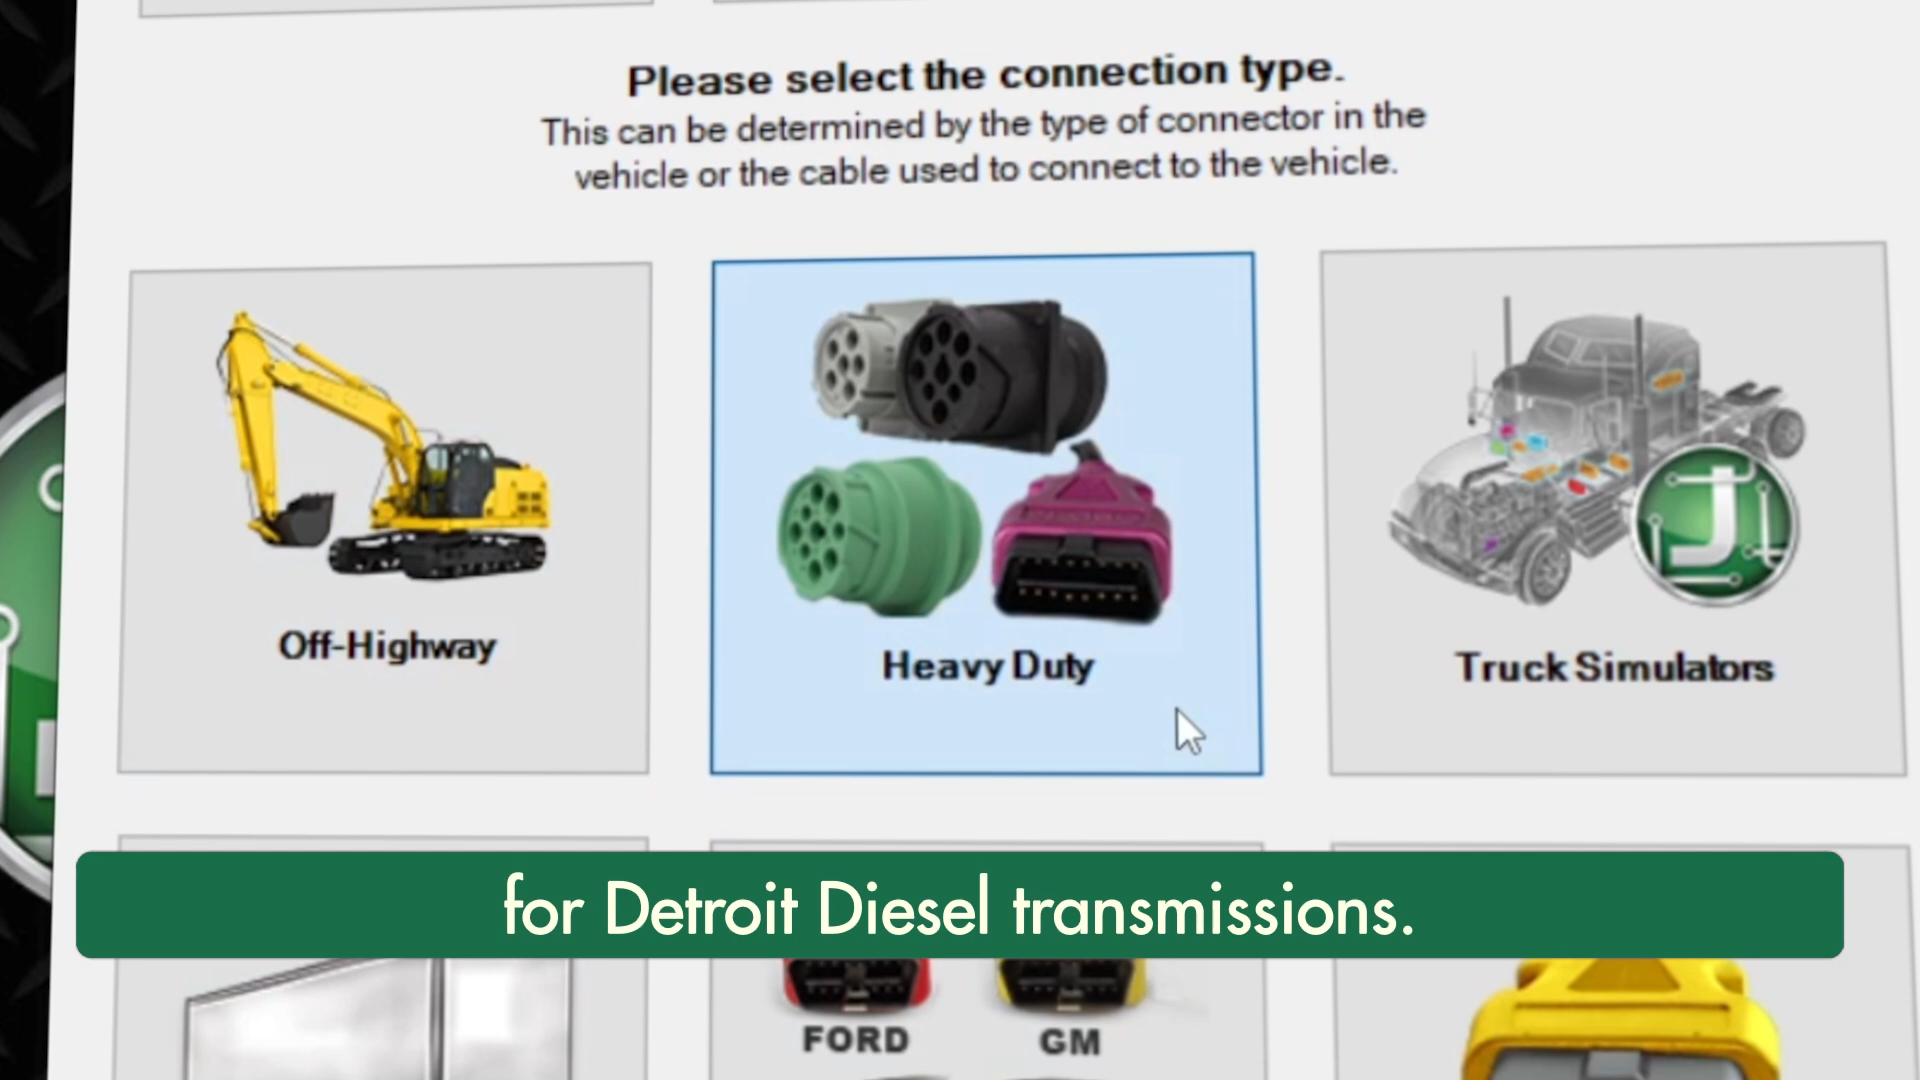 Please select the connection type.
This can be determined by the type of connector in the
vehicle or the cable used to connect to the vehicle.
Off-Highway
Heavy Duty
Truck Simulators
for Detroit Diesel transmissions.
FORD
GM